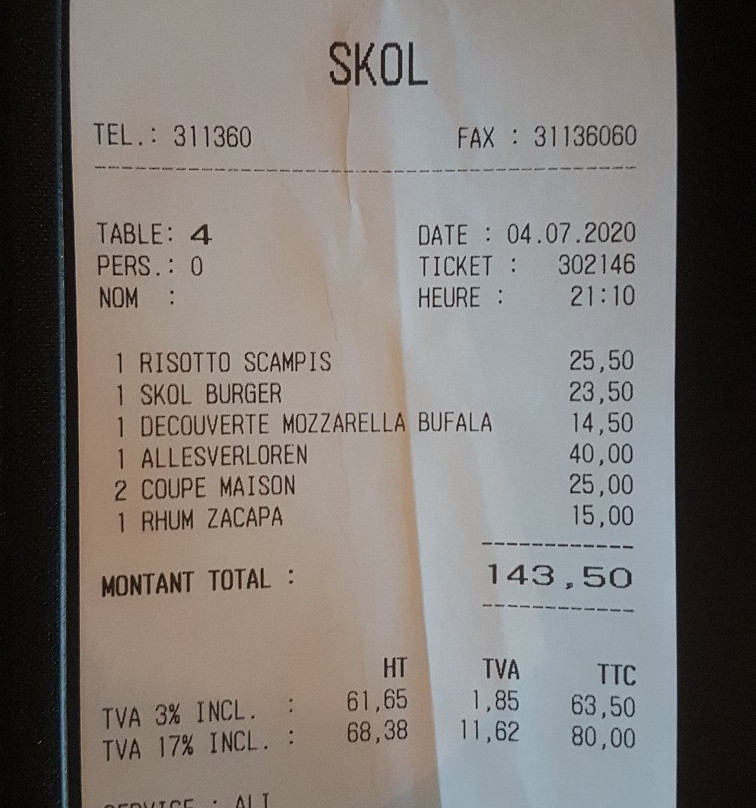 SKOL
TEL.: 311360 FAX : 31136060
TABLE: 4 DATE : 04.07.2020
PERS.: 0 TICKET : 302146
NOM : HEURE : 21:10
1 RISOTTO SCAMPIS 25,50
1 SKOL BURGER 23,50
1 DECOUVERTE MOZZARELLA BUFALA 14,50
1 ALLESVERLOREN 40,00
2 COUPE MAISON 25,00
1 RHUM ZACAPA 15,00
MONTANT TOTAL : 143,50
HT TVA TTC
TVA 3% INCL. : 61,65 1,85 63,50
TVA 17% INCL. : 68,38 11,62 80,00
SERVICE : ALI